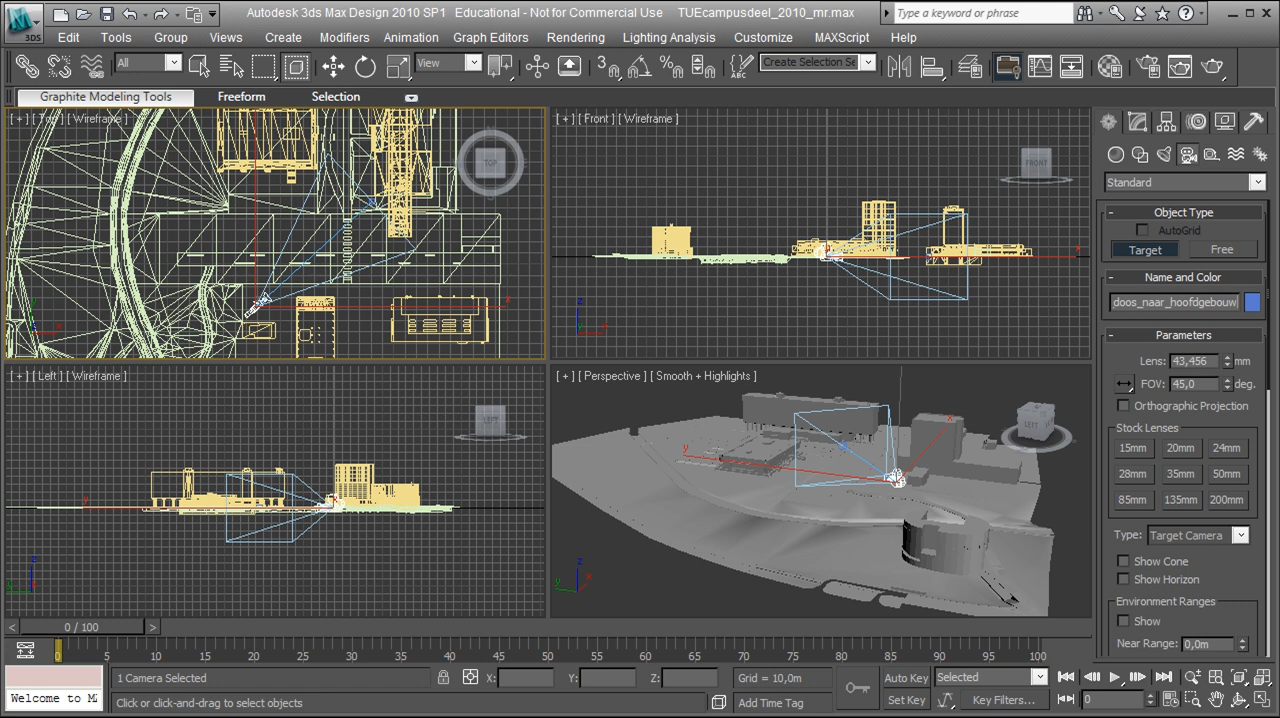 Autodesk 3ds Max Design 2010 SP1 Educational - Not for Commercial Use TUEcampusdeel_2010_mr.max
Type a keyword or phrase
3DS
Edit Tools Group Views Create Modifiers Animation Graph Editors Rendering Lighting Analysis Customize MAXScript Help
All View 3 % ABC Create Selection Se
Graphite Modeling Tools Freeform Selection
[ + ] [ Top ] [ Wireframe ]
TOP
x
y
x
[ + ] [ Front ] [ Wireframe ]
FRONT
x
z
x
[ + ] [ Left ] [ Wireframe ]
LEFT
y
z
y
[ + ] [ Perspective ] [ Smooth + Highlights ]
LEFT
x
y
z
x
y
Standard
- Object Type
AutoGrid
Target Free
- Name and Color
doos_naar_hoofdgebouw
- Parameters
Lens: 43,456 mm
FOV: 45,0 deg.
Orthographic Projection
Stock Lenses
15mm 20mm 24mm
28mm 35mm 50mm
85mm 135mm 200mm
Type: Target Camera
Show Cone
Show Horizon
Environment Ranges
Show
Near Range: 0,0m
< 0 / 100 >
0 5 10 15 20 25 30 35 40 45 50 55 60 65 70 75 80 85 90 95 100
1 Camera Selected X: Y: Z: Grid = 10,0m Auto Key Selected
Welcome to M
Click or click-and-drag to select objects Add Time Tag Set Key Key Filters... 0